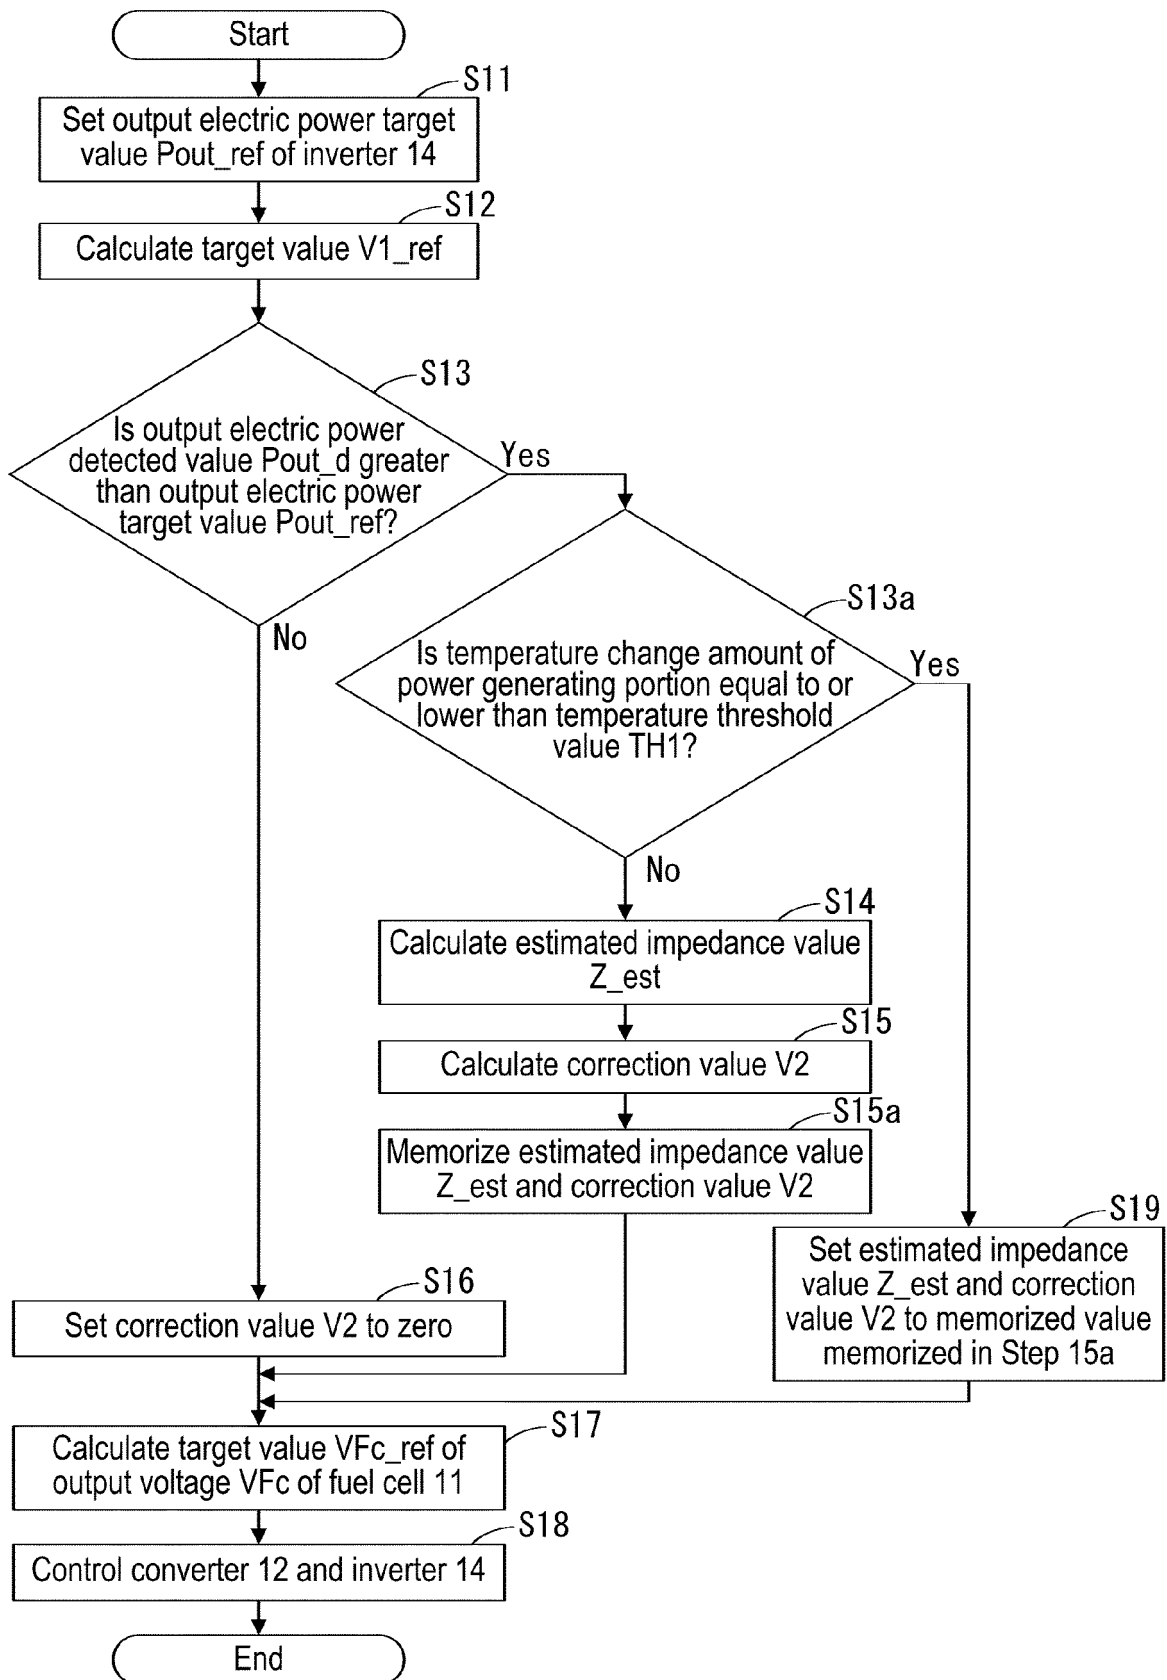 Start
S11
Set output electric power target
value Pout_ref of inverter 14
S12
Calculate target value V1_ref
S13
Is output electric power
detected value Pout_d greater
than output electric power
target value Pout_ref?
Yes
No
S13a
Is temperature change amount of
power generating portion equal to or
lower than temperature threshold
value TH1?
Yes
No
S14
Calculate estimated impedance value
Z_est
S15
Calculate correction value V2
S15a
Memorize estimated impedance value
Z_est and correction value V2
S19
Set estimated impedance
value Z_est and correction
value V2 to memorized value
memorized in Step 15a
S16
Set correction value V2 to zero
S17
Calculate target value VFc_ref of
output voltage VFc of fuel cell 11
S18
Control converter 12 and inverter 14
End